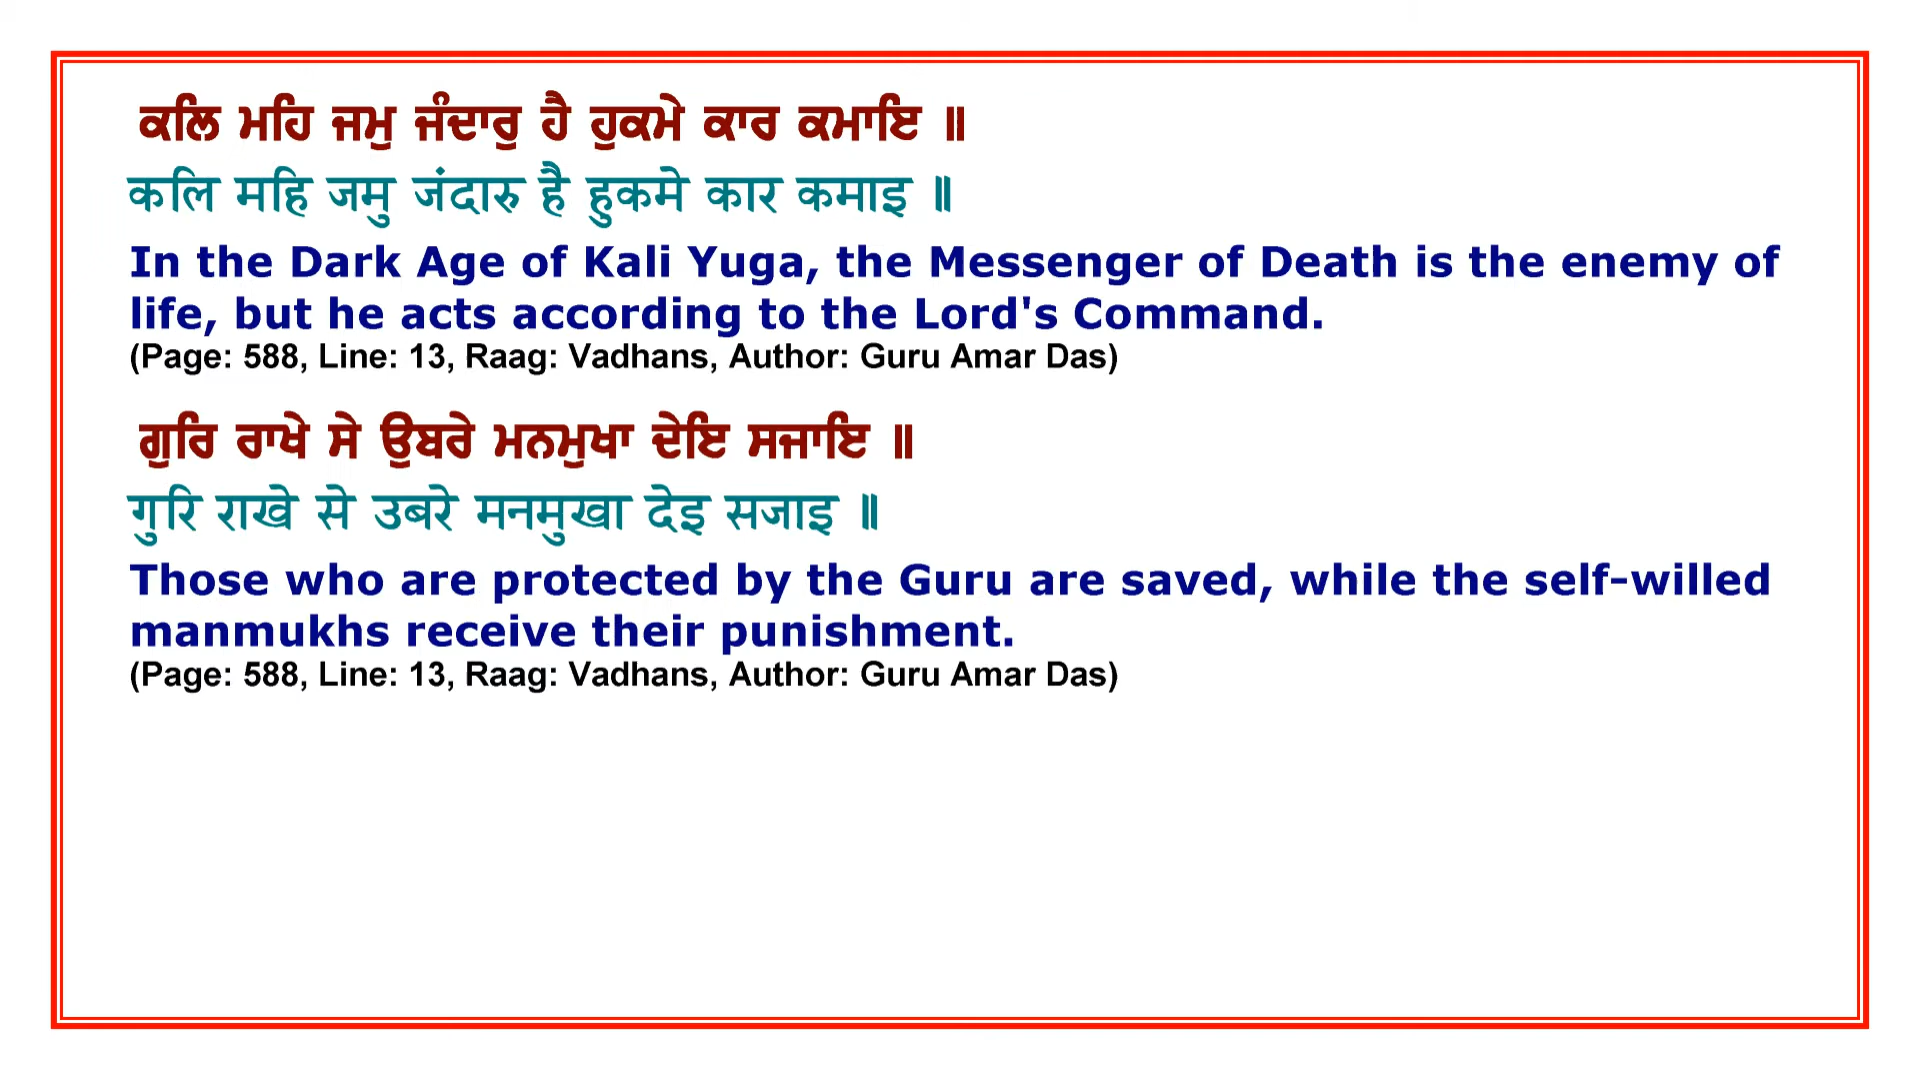 ਕਲਿ ਮਹਿ ਜਮੁ ਜੰਦਾਰੁ ਹੈ ਹੁਕਮੇ ਕਾਰ ਕਮਾਇ ॥
कलि महि जमु जंदारु है हुकमे कार कमाइ ॥
In the Dark Age of Kali Yuga, the Messenger of Death is the enemy of
life, but he acts according to the Lord's Command.
(Page: 588, Line: 13, Raag: Vadhans, Author: Guru Amar Das)
ਗੁਰਿ ਰਾਖੇ ਸੇ ਉਬਰੇ ਮਨਮੁਖਾ ਦੇਇ ਸਜਾਇ ॥
गुरि राखे से उबरे मनमुखा देइ सजाइ ॥
Those who are protected by the Guru are saved, while the self-willed
manmukhs receive their punishment.
(Page: 588, Line: 13, Raag: Vadhans, Author: Guru Amar Das)